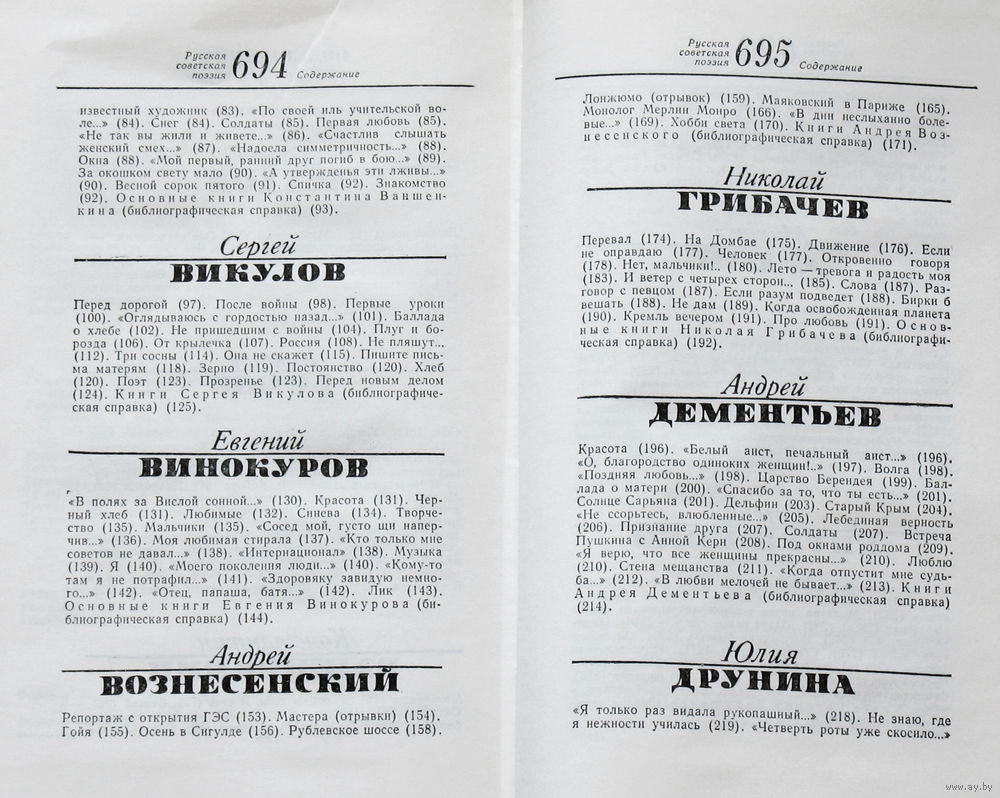 Русская
советская
поэзия 694 Содержание
известный художник (83). «По своей иль учительской во-
ле...» (84). Снег (84). Солдаты (85). Первая любовь (85).
«Не так вы жили и живете...» (86). «Счастлив слышать
женский смех...» (87). «Надоела симметричность...» (88).
Окна (88). «Мой первый, ранний друг погиб в бою...» (89).
За окошком свету мало (90). «А утвержденья эти лживы...»
(90). Весной сорок пятого (91). Спичка (92). Знакомство
(92). Основные книги Константина Ваншен-
кина (библиографическая справка) (93).
Сергей
ВИКУЛОВ
Перед дорогой (97). После войны (98). Первые уроки
(100). «Оглядываюсь с гордостью назад...» (101). Баллада
о хлебе (102). Не пришедшим с войны (104). Плуг и бо-
розда (106). От крылечка (107). Россия (108). Не пляшут...
(112). Три сосны (114). Она не скажет (115). Пишите пись-
ма матерям (118). Зерно (119). Постоянство (120). Хлеб
(120). Поэт (123). Прозренье (123). Перед новым делом
(124). Книги Сергея Викулова (библиографиче-
ская справка) (125).
Евгений
ВИНОКУРОВ
«В полях за Вислой сонной...» (130). Красота (131). Чер-
ный хлеб (131). Любимые (132). Синева (134). Творче-
ство (135). Мальчики (135). «Сосед мой, густо щи напер-
чив...» (136). Моя любимая стирала (137). «Кто только мне
советов не давал...» (138). «Интернационал» (138). Музыка
(139). Я (140). «Моего поколения люди...» (140). «Кому-то
там я не потрафил...» (141). «Здоровяку завидую немно-
го...» (142). «Отец, папаша, батя...» (142). Лик (143).
Основные книги Евгения Винокурова (би-
блиографическая справка) (144).
Андрей
ВОЗНЕСЕНСКИЙ
Репортаж с открытия ГЭС (153). Мастера (отрывки) (154).
Гойя (155). Осень в Сигулде (156). Рублевское шоссе (158).
Русская
советская
поэзия 695 Содержание
Лонжюмо (отрывок) (159). Маяковский в Париже (165).
Монолог Мерлин Монро (166). «В дни неслыханно боле-
вые...» (169). Хобби света (170). Книги Андрея Воз-
несенского (библиографическая справка) (171).
Николай
ГРИБАЧЕВ
Перевал (174). На Домбае (175). Движение (176). Если
не оправдаю (177). Человек (177). Откровенно говоря
(178). Нет, мальчики!.. (180). Лето — тревога и радость моя
(183). И ветер с четырех сторон... (185). Слова (187). Раз-
говор с певцом (187). Если разум подведет (188). Бирки б
вешать (188). Не дам (189). Когда освобожденная планета
(190). Кремль вечером (191). Про любовь (191). Основ-
ные книги Николая Грибачева (библиографи-
ческая справка) (192).
Андрей
ДЕМЕНТЬЕВ
Красота (196). «Белый аист, печальный аист...» (196).
«О, благородство одиноких женщин!..» (197). Волга (198).
«Поздняя любовь...» (198). Царство Берендея (199). Бал-
лада о матери (200). «Спасибо за то, что ты есть...» (201).
Солнце Сарьяна (201). Дельфин (203). Старый Крым (204).
«Не ссорьтесь, влюбленные...» (205). Лебединая верность
(206). Признание друга (207). Солдаты (207). Встреча
Пушкина с Анной Керн (208). Под окнами роддома (209).
«Я верю, что все женщины прекрасны...» (210). Люблю
(210). Стена мещанства (211). «Когда отпустит мне судь-
ба...» (212). «В любви мелочей не бывает...» (213). Книги
Андрея Дементьева (библиографическая справка)
(214).
Юлия
ДРУНИНА
«Я только раз видала рукопашный...» (218). Не знаю, где
я нежности училась (219). «Четверть роты уже скосило...»
www.ay.by